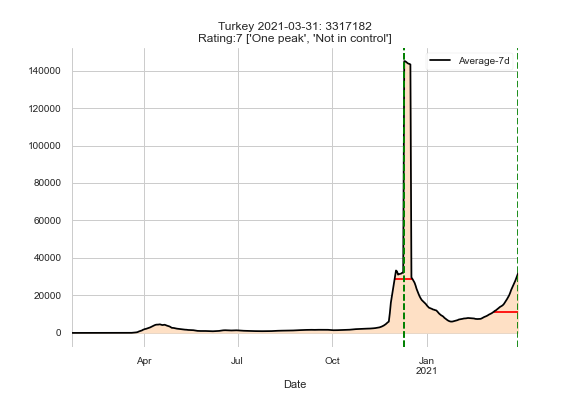 Turkey 2021-03-31: 3317182
Rating:7 ['One peak', 'Not in control']
Average-7d
140000
120000
100000
80000
60000
40000
20000
0
Apr
Jul
Oct
Jan
2021
Date